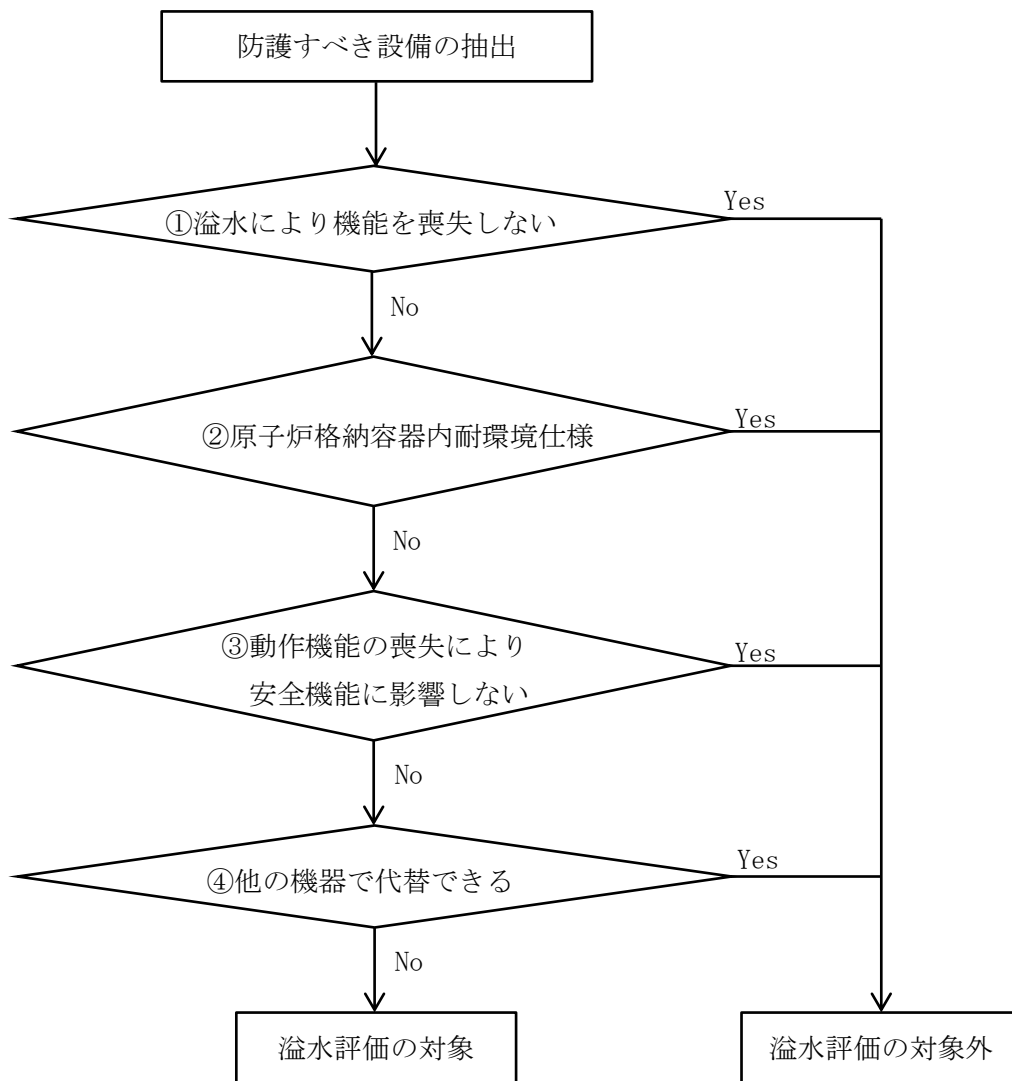 防護すべき設備の抽出
①溢水により機能を喪失しない
Yes
No
②原子炉格納容器内耐環境仕様
Yes
No
③動作機能の喪失により
安全機能に影響しない
Yes
No
④他の機器で代替できる
Yes
No
溢水評価の対象
溢水評価の対象外